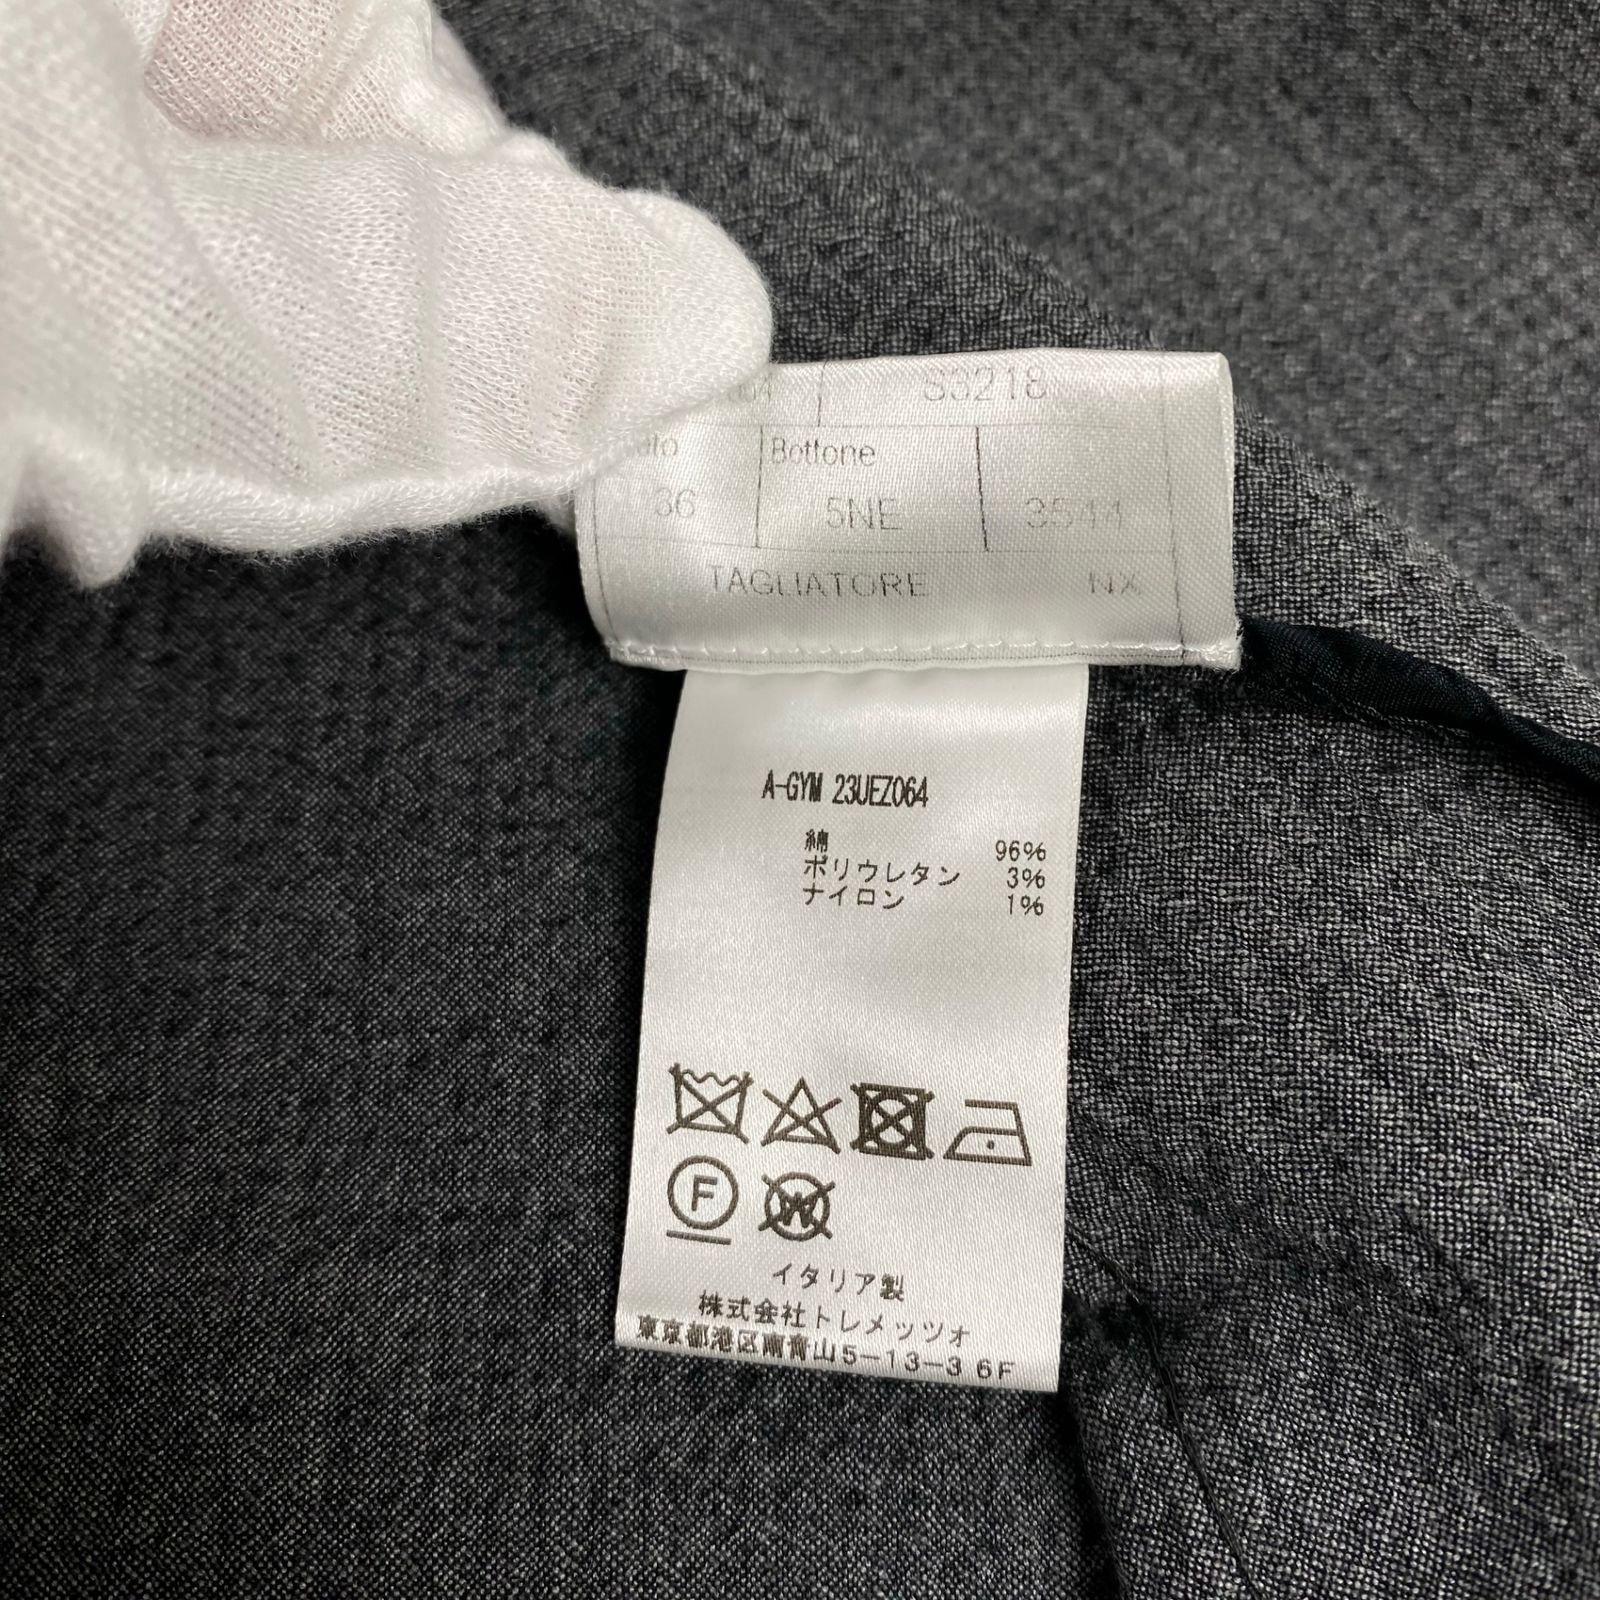 S3218
Bottone
36 5NE 3544
TAGLIATORE NX
A-GYM 23UEZ064
綿 96%
ポリウレタン 3%
ナイロン 1%
F W
イタリア製
株式会社トレメッツォ
東京都港区南青山5-13-3 6F